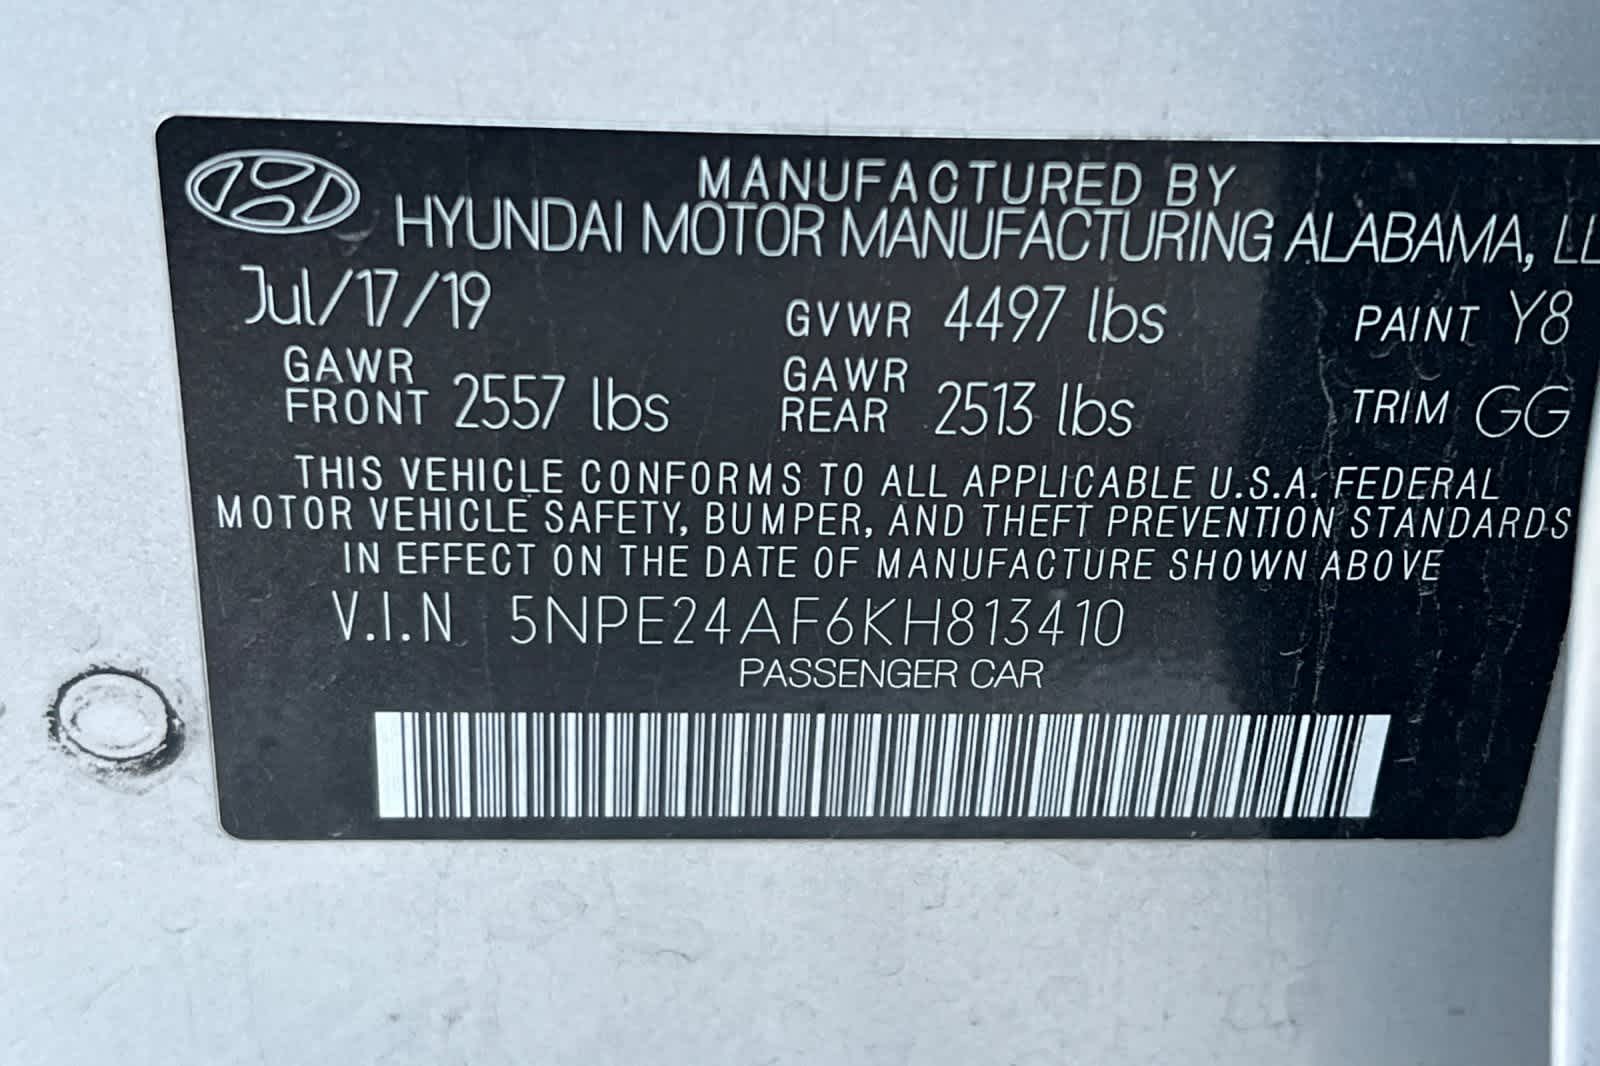 MANUFACTURED BY
HYUNDAI MOTOR MANUFACTURING ALABAMA, LL
Jul/17/19 GVWR 4497 lbs PAINT Y8
GAWR FRONT 2557 lbs GAWR REAR 2513 lbs TRIM GG
THIS VEHICLE CONFORMS TO ALL APPLICABLE U.S.A. FEDERAL
MOTOR VEHICLE SAFETY, BUMPER, AND THEFT PREVENTION STANDARDS
IN EFFECT ON THE DATE OF MANUFACTURE SHOWN ABOVE
V.I.N 5NPE24AF6KH813410
PASSENGER CAR